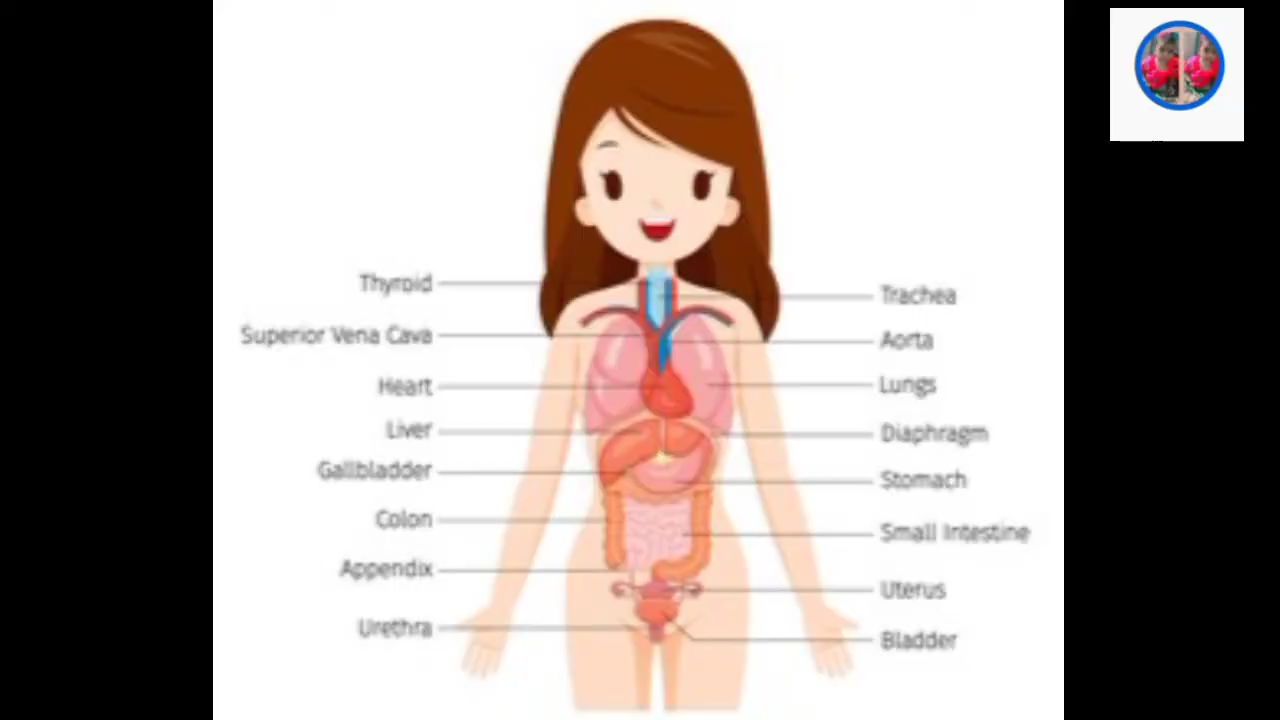 Thyroid
Superior Vena Cava
Heart
Liver
Gallbladder
Colon
Appendix
Urethra
Trachea
Aorta
Lungs
Diaphragm
Stomach
Small Intestine
Uterus
Bladder